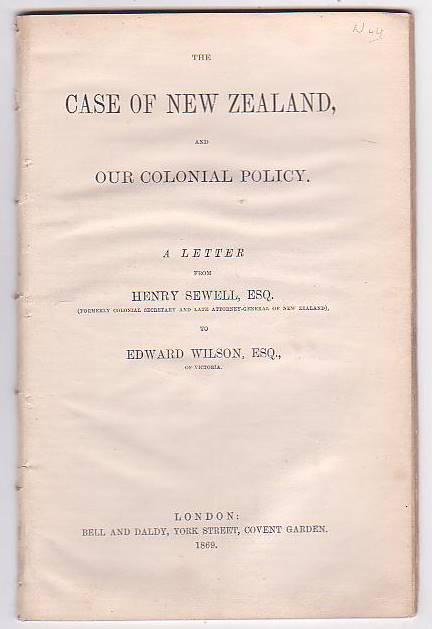 THE
CASE OF NEW ZEALAND,
AND
OUR COLONIAL POLICY.
A LETTER
FROM
HENRY SEWELL, ESQ.
(FORMERLY COLONIAL SECRETARY AND LATE ATTORNEY-GENERAL OF NEW ZEALAND),
TO
EDWARD WILSON, ESQ.,
OF VICTORIA.
LONDON:
BELL AND DALDY, YORK STREET, COVENT GARDEN.
1869.